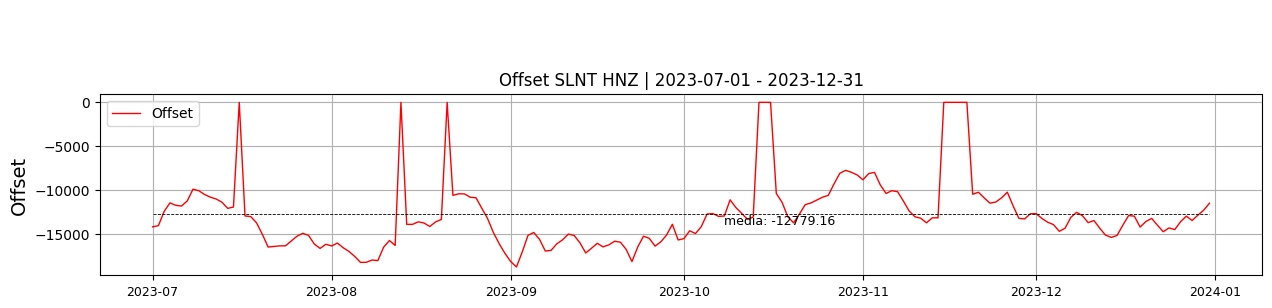 Offset SLNT HNZ | 2023-07-01 - 2023-12-31
Offset
0
−5000
−10000
−15000
Offset
media: -12779.16
2023-07
2023-08
2023-09
2023-10
2023-11
2023-12
2024-01